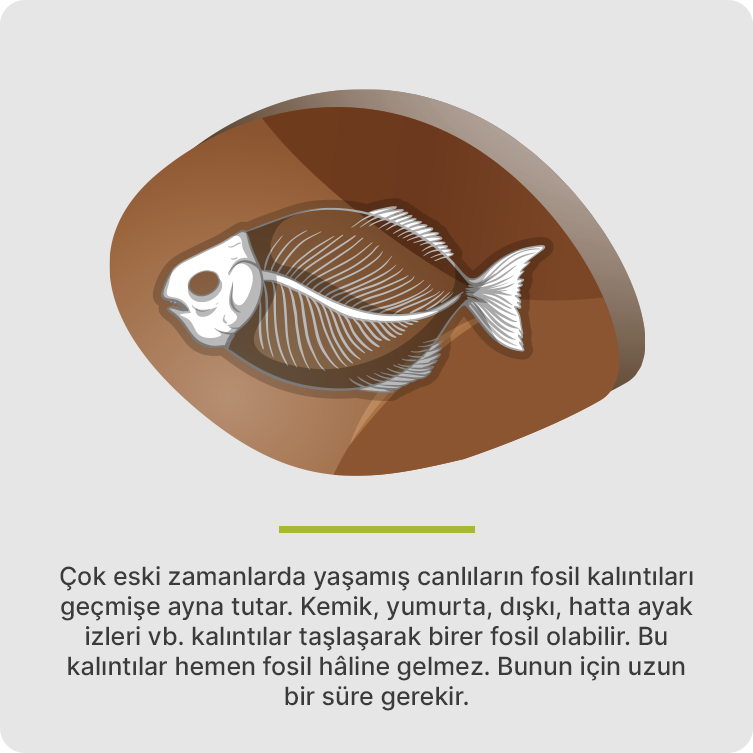 Çok eski zamanlarda yaşamış canlıların fosil kalıntıları
geçmişe ayna tutar. Kemik, yumurta, dışkı, hatta ayak
izleri vb. kalıntılar taşlaşarak birer fosil olabilir. Bu
kalıntılar hemen fosil hâline gelmez. Bunun için uzun
bir süre gerekir.